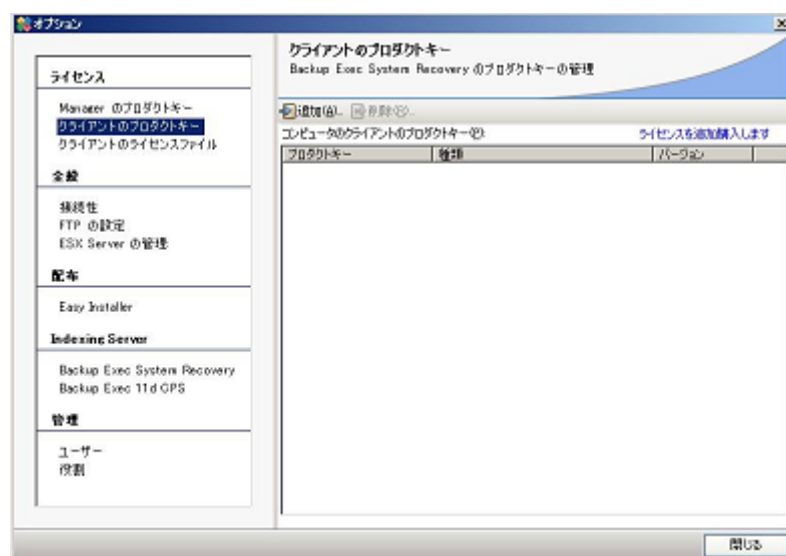 オプション
ライセンス
Manager のプロダクトキー
クライアントのプロダクトキー
クライアントのライセンスファイル
全般
接続性
FTP の設定
ESX Server の管理
配布
Easy Installer
Indexing Server
Backup Exec System Recovery
Backup Exec 11d GPS
管理
ユーザー
役割
クライアントのプロダクトキー
Backup Exec System Recovery のプロダクトキーの管理
追加(A)... 削除(R)...
コンピュータのクライアントのプロダクトキー(P): ライセンスを追加購入します
プロダクトキー 種類 バージョン
閉じる